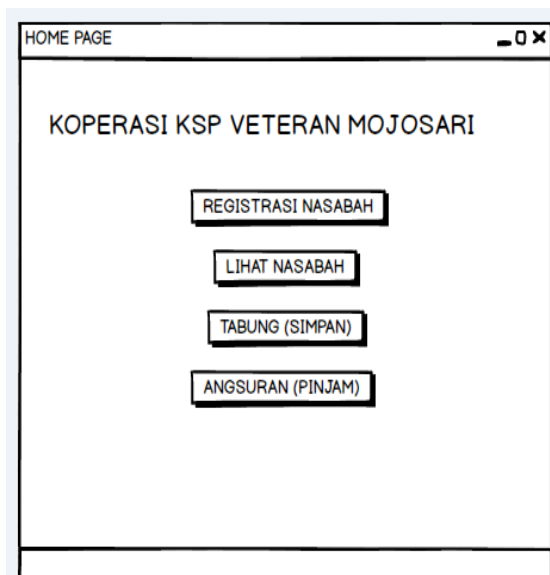 HOME PAGE
KOPERASI KSP VETERAN MOJOSARI
REGISTRASI NASABAH
LIHAT NASABAH
TABUNG (SIMPAN)
ANGSURAN (PINJAM)